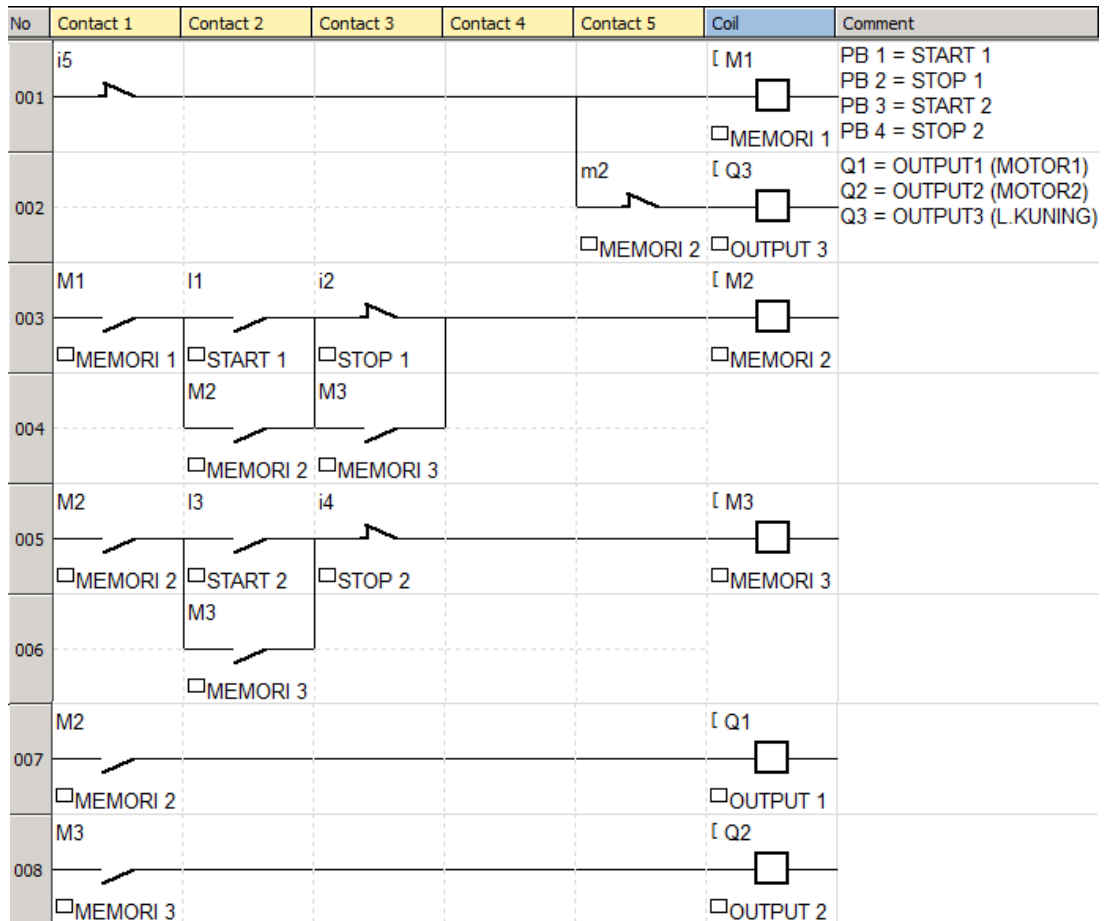 No Contact 1 Contact 2 Contact 3 Contact 4 Contact 5 Coil Comment
i5 [ M1 PB 1 = START 1
PB 2 = STOP 1
001 PB 3 = START 2
MEMORI 1 PB 4 = STOP 2
m2 [ Q3 Q1 = OUTPUT1 (MOTOR1)
Q2 = OUTPUT2 (MOTOR2)
002 Q3 = OUTPUT3 (L.KUNING)
MEMORI 2 OUTPUT 3
M1 I1 i2 [ M2
003
MEMORI 1 START 1 STOP 1 MEMORI 2
M2 M3
004
MEMORI 2 MEMORI 3
M2 I3 i4 [ M3
005
MEMORI 2 START 2 STOP 2 MEMORI 3
M3
006
MEMORI 3
M2 [ Q1
007
MEMORI 2 OUTPUT 1
M3 [ Q2
008
MEMORI 3 OUTPUT 2